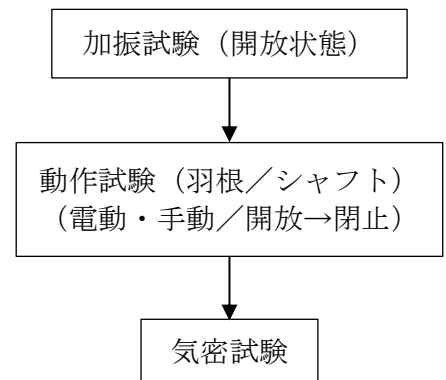 加振試験（開放状態）
動作試験（羽根／シャフト）
（電動・手動／開放→閉止）
気密試験